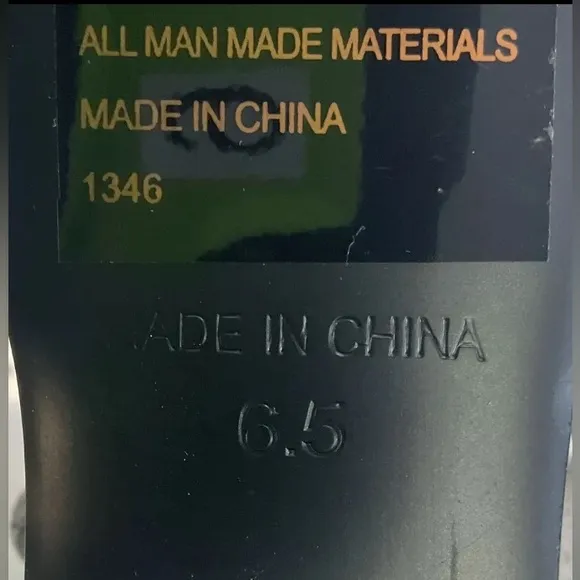 ALL MAN MADE MATERIALS
MADE IN CHINA
1346
ADE IN CHINA
6.5